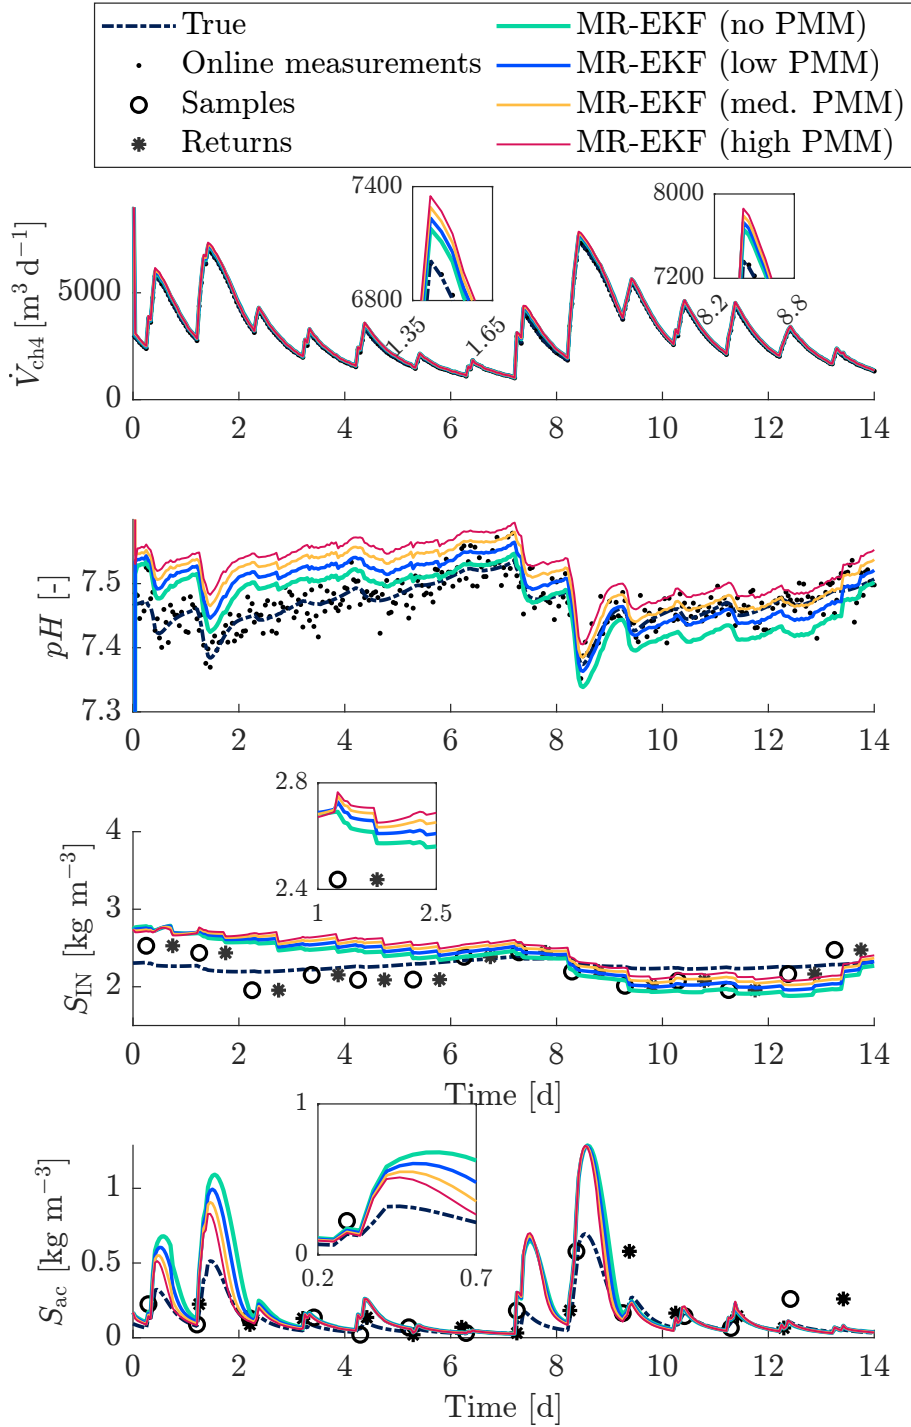 True
Online measurements
Samples
Returns
MR-EKF (no PMM)
MR-EKF (low PMM)
MR-EKF (med. PMM)
MR-EKF (high PMM)
V̇ch4 [m³ d⁻¹]
5000
0
7400
6800
1.35
1.65
8000
7200
8.2
8.8
0 2 4 6 8 10 12 14
pH [-]
7.5
7.4
7.3
0 2 4 6 8 10 12 14
S_IN [kg m⁻³]
4
3
2
2.8
2.4
1
2.5
0 2 4 6 8 10 12 14
Time [d]
S_ac [kg m⁻³]
1
0.5
0
1
0
0.2
0.7
0 2 4 6 8 10 12 14
Time [d]